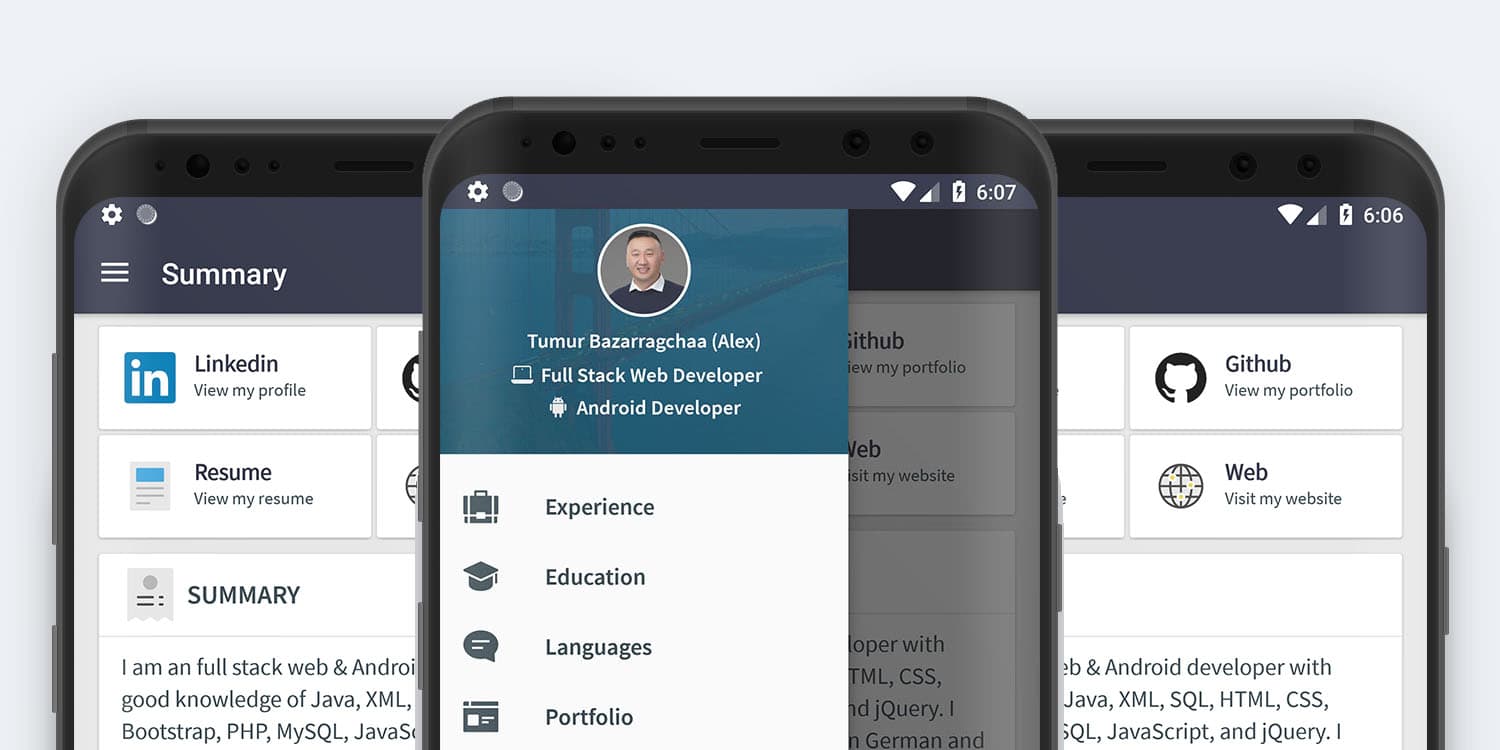 Summary
Linkedin
View my profile
Resume
View my resume
SUMMARY
I am an full stack web & Androi
good knowledge of Java, XML,
Bootstrap, PHP, MySQL, JavaSc
6:07
Tumur Bazarragchaa (Alex)
Full Stack Web Developer
Android Developer
Experience
Education
Languages
Portfolio
Github
view my portfolio
Web
isit my website
loper with
TML, CSS,
nd jQuery. I
n German and
6:06
Github
View my portfolio
Web
Visit my website
eb & Android developer with
Java, XML, SQL, HTML, CSS,
SQL, JavaScript, and jQuery. I